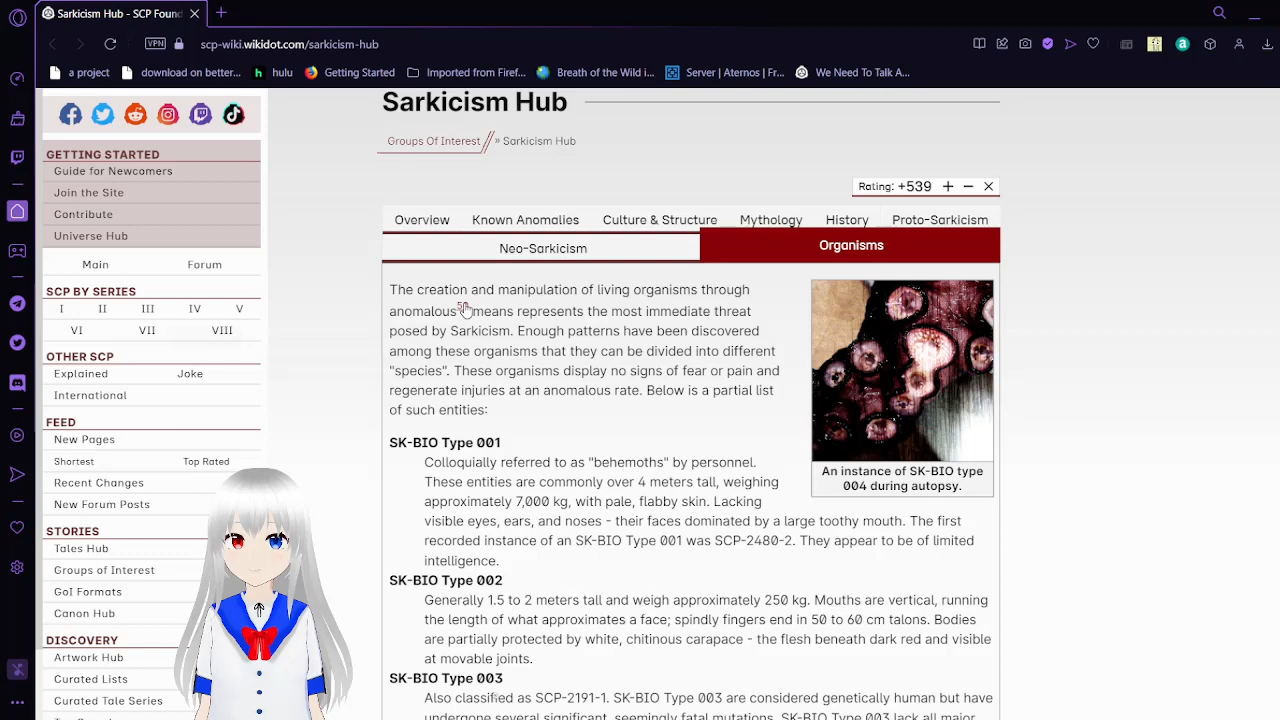 Sarkicism Hub - SCP Found
VPN
scp-wiki.wikidot.com/sarkicism-hub
a project
download on better...
hulu
Getting Started
Imported from Firef...
Breath of the Wild i...
Server | Aternos | Fr...
We Need To Talk A...
GETTING STARTED
Guide for Newcomers
Join the Site
Contribute
Universe Hub
Main Forum
SCP BY SERIES
I II III IV V
VI VII VIII
OTHER SCP
Explained Joke
International
FEED
New Pages
Shortest Top Rated
Recent Changes
New Forum Posts
STORIES
Tales Hub
Groups of Interest
GoI Formats
Canon Hub
DISCOVERY
Artwork Hub
Curated Lists
Curated Tale Series
Sarkicism Hub
Groups Of Interest » Sarkicism Hub
Rating: +539 + − ×
Overview Known Anomalies Culture & Structure Mythology History Proto-Sarkicism
Neo-Sarkicism Organisms
The creation and manipulation of living organisms through
anomalous means represents the most immediate threat
posed by Sarkicism. Enough patterns have been discovered
among these organisms that they can be divided into different
"species". These organisms display no signs of fear or pain and
regenerate injuries at an anomalous rate. Below is a partial list
of such entities:
An instance of SK-BIO type
004 during autopsy.
SK-BIO Type 001
Colloquially referred to as "behemoths" by personnel.
These entities are commonly over 4 meters tall, weighing
approximately 7,000 kg, with pale, flabby skin. Lacking
visible eyes, ears, and noses - their faces dominated by a large toothy mouth. The first
recorded instance of an SK-BIO Type 001 was SCP-2480-2. They appear to be of limited
intelligence.
SK-BIO Type 002
Generally 1.5 to 2 meters tall and weigh approximately 250 kg. Mouths are vertical, running
the length of what approximates a face; spindly fingers end in 50 to 60 cm talons. Bodies
are partially protected by white, chitinous carapace - the flesh beneath dark red and visible
at movable joints.
SK-BIO Type 003
Also classified as SCP-2191-1. SK-BIO Type 003 are considered genetically human but have
undergone several significant, seemingly fatal mutations. SK-BIO Type 003 lack all major